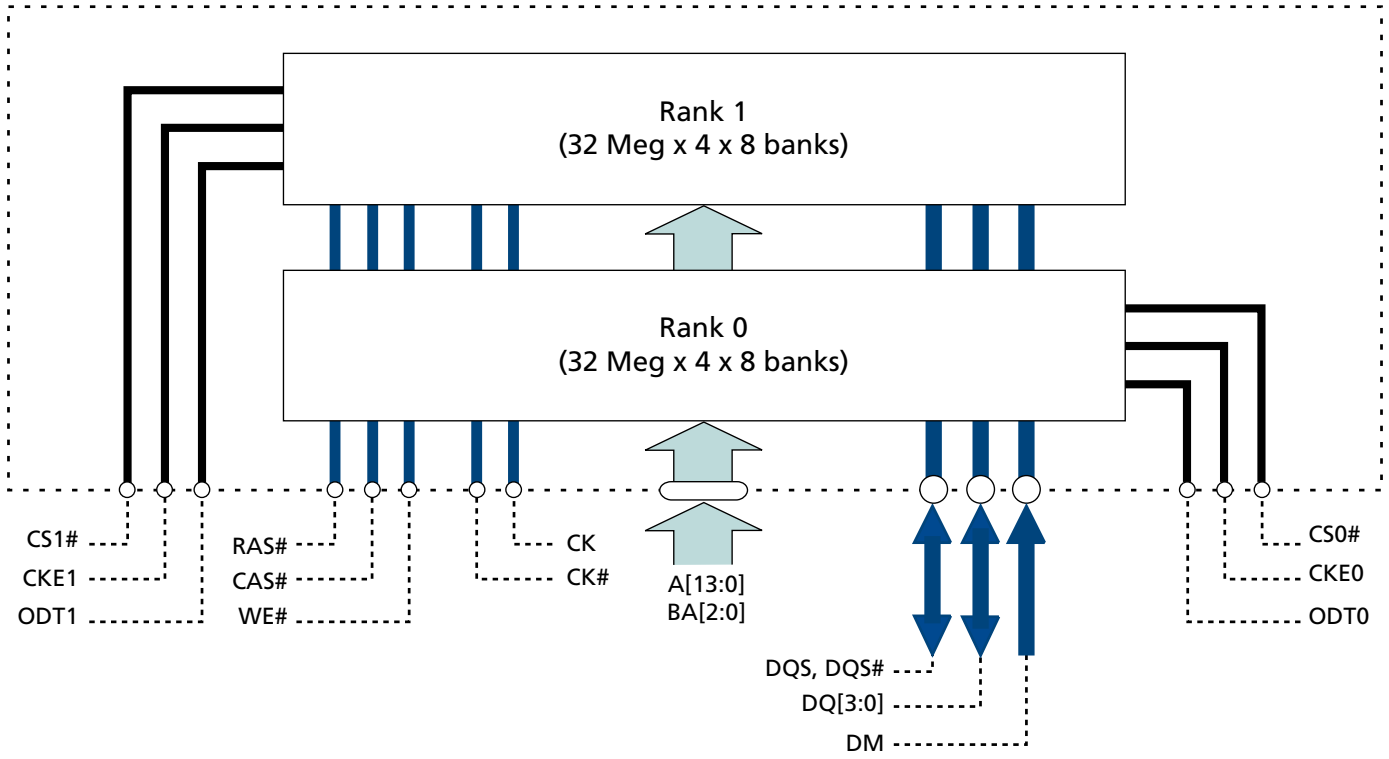 Rank 1
(32 Meg x 4 x 8 banks)
Rank 0
(32 Meg x 4 x 8 banks)
CS1#
CKE1
ODT1
RAS#
CAS#
WE#
CK
CK#
A[13:0]
BA[2:0]
DQS, DQS#
DQ[3:0]
DM
CS0#
CKE0
ODT0